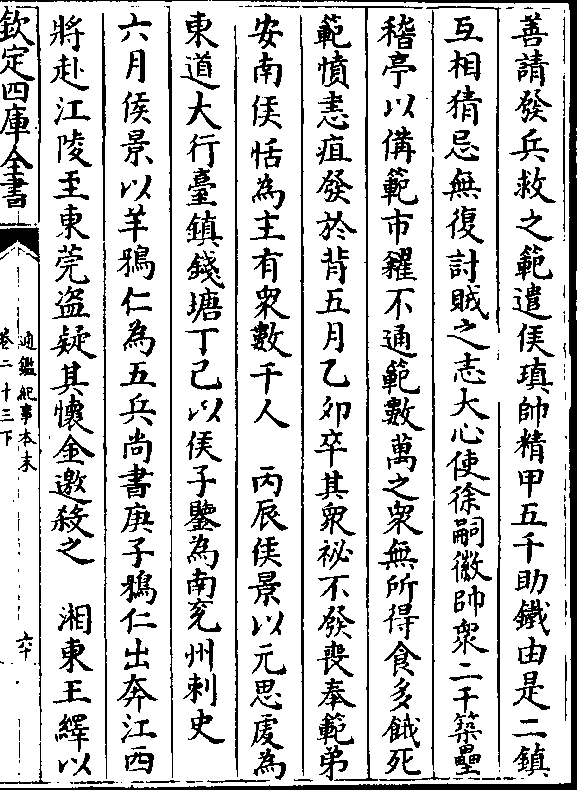 善請發兵救之範遣侯瑱帥精甲五千助鐵由是二鎮
互相猜忌無復討賊之志大心使徐嗣徽帥衆二千築壘
稽亭以備範市糴不通範數萬之衆無所得食多餓死
範憤恚疽發於背五月乙卯卒其衆祕不發喪奉範弟
安南侯恬為主有衆數千人　丙辰侯景以元思䖍為
東道大行臺鎮錢塘丁巳以侯子鑒為南兖州刺史
六月侯景以羊鴉仁為五兵尚書庚子鴉仁出奔江西
將赴江陵至東莞盗疑其懷金邀殺之　湘東王繹以
欽定四庫全書
通鑑紀事本末
卷二十三下
六十